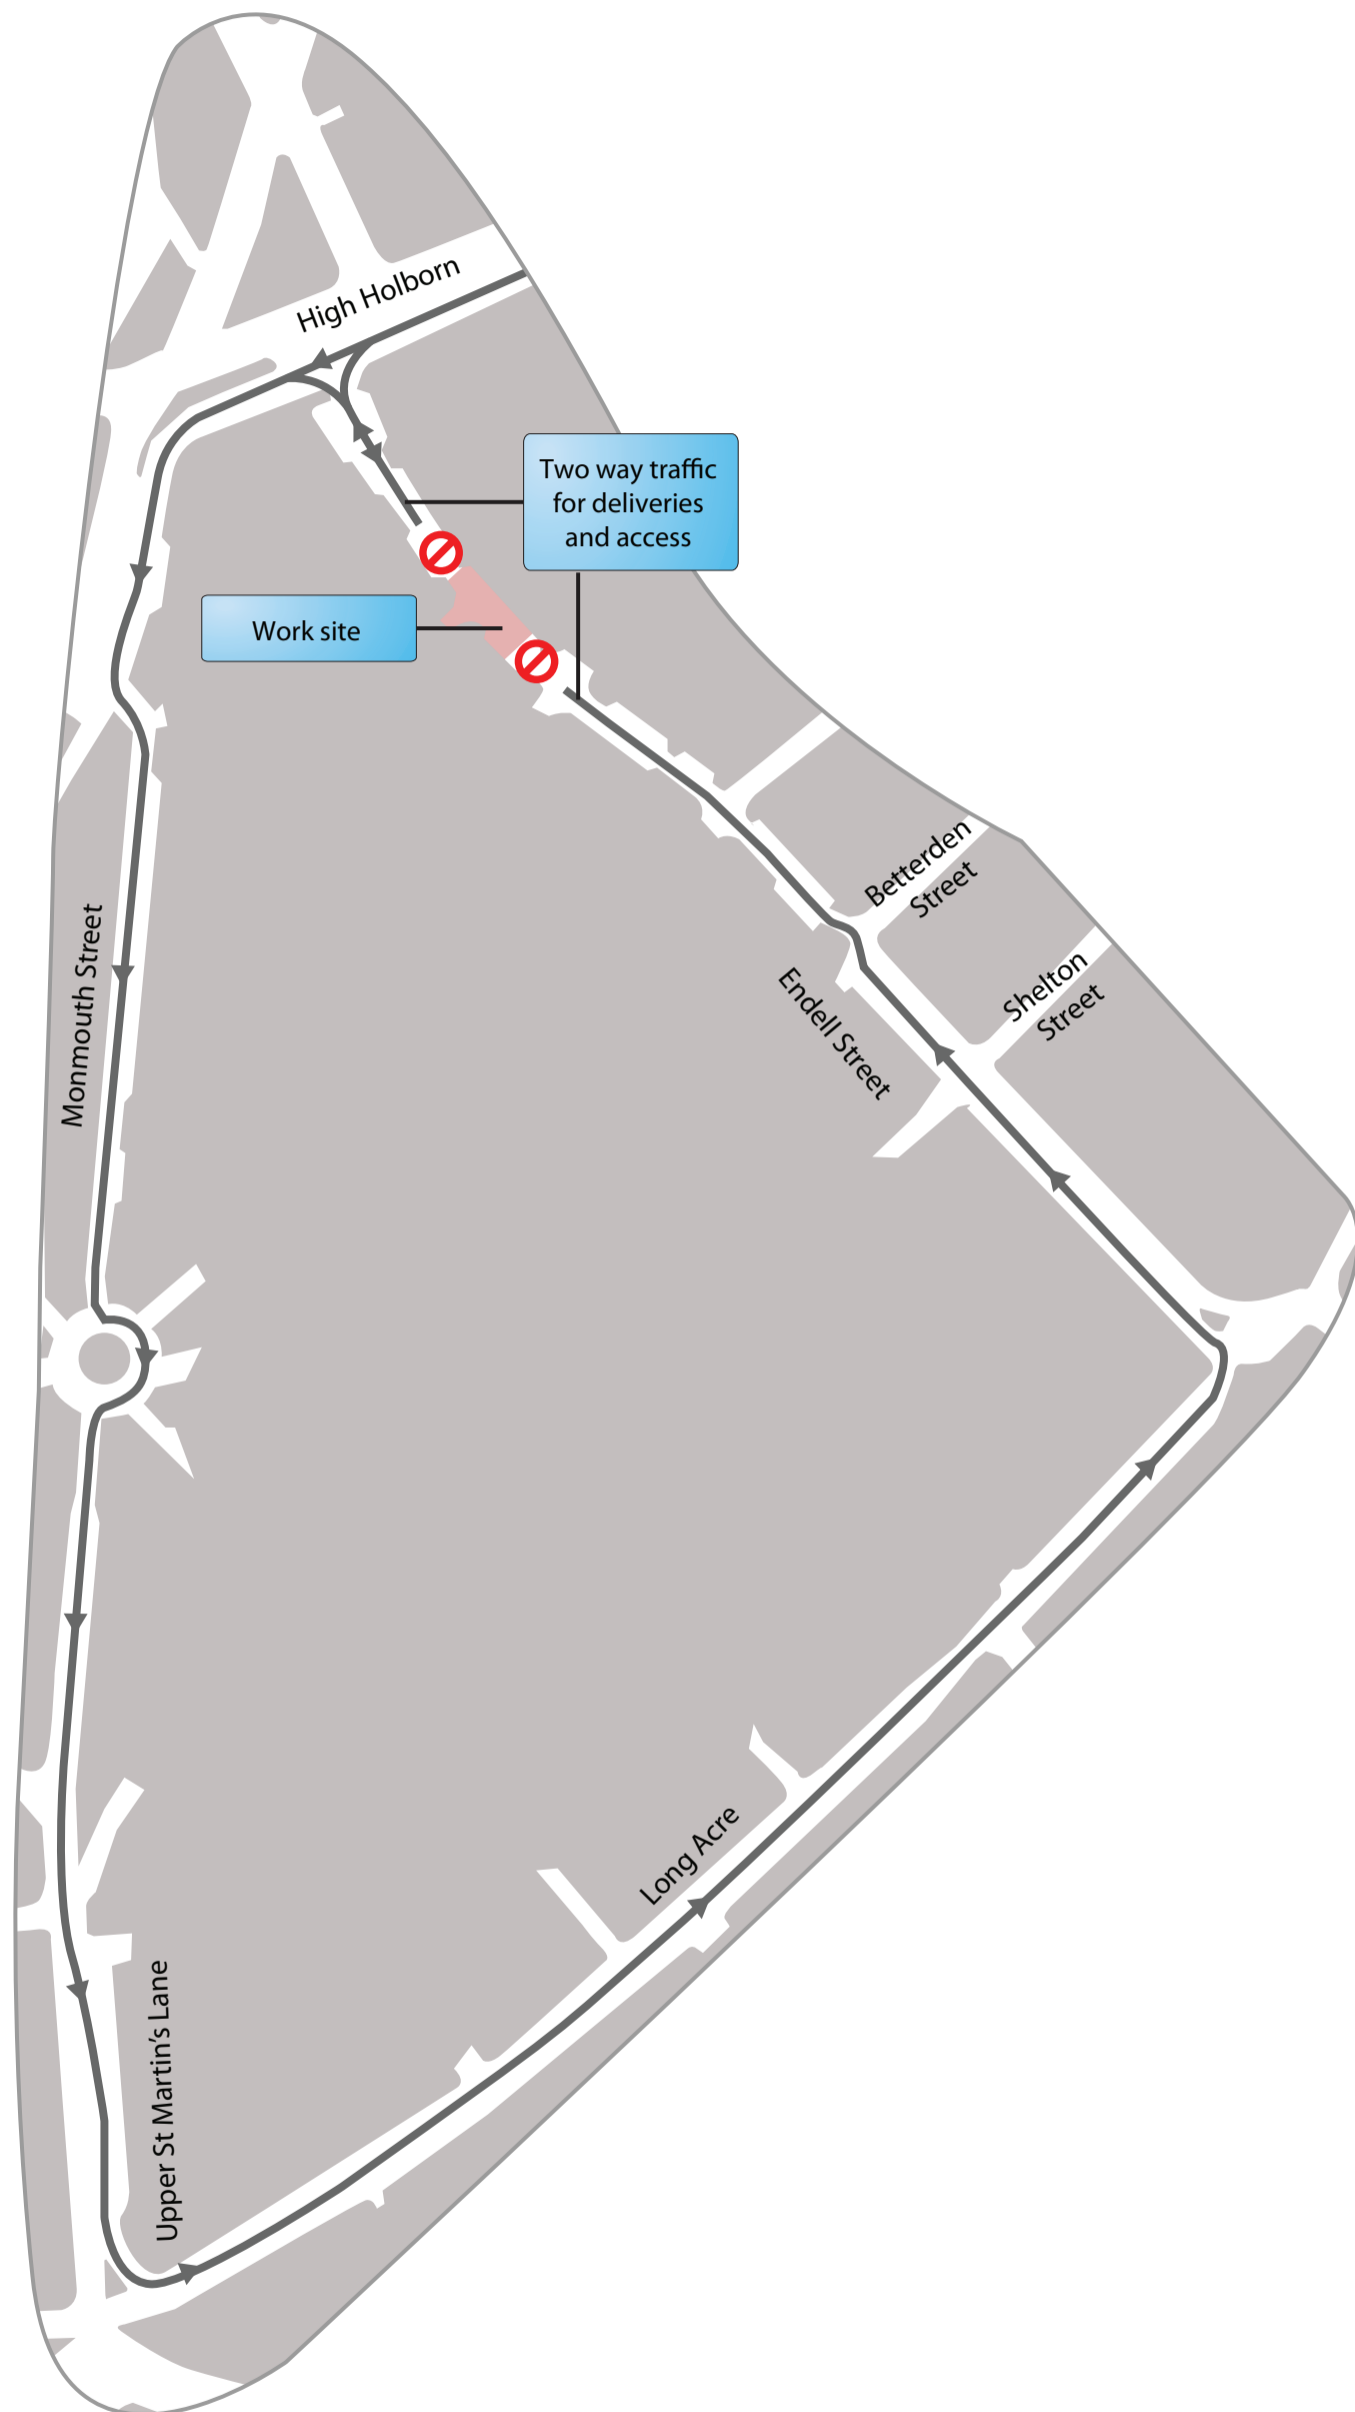 High Holborn
Two way traffic
for deliveries
and access
Work site
Betterden
Street
Shelton
Street
Endell Street
Monmouth Street
Long Acre
Upper St Martin's Lane